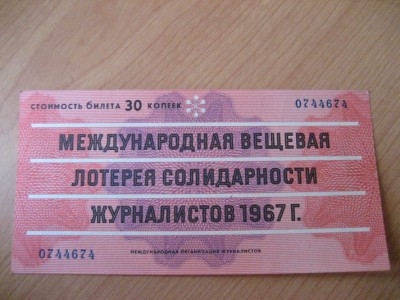 СТОИМОСТЬ БИЛЕТА 30 КОПЕЕК 0744674
МЕЖДУНАРОДНАЯ ВЕЩЕВАЯ
ЛОТЕРЕЯ СОЛИДАРНОСТИ
ЖУРНАЛИСТОВ 1967 Г.
0744674 МЕЖДУНАРОДНАЯ ОРГАНИЗАЦИЯ ЖУРНАЛИСТОВ